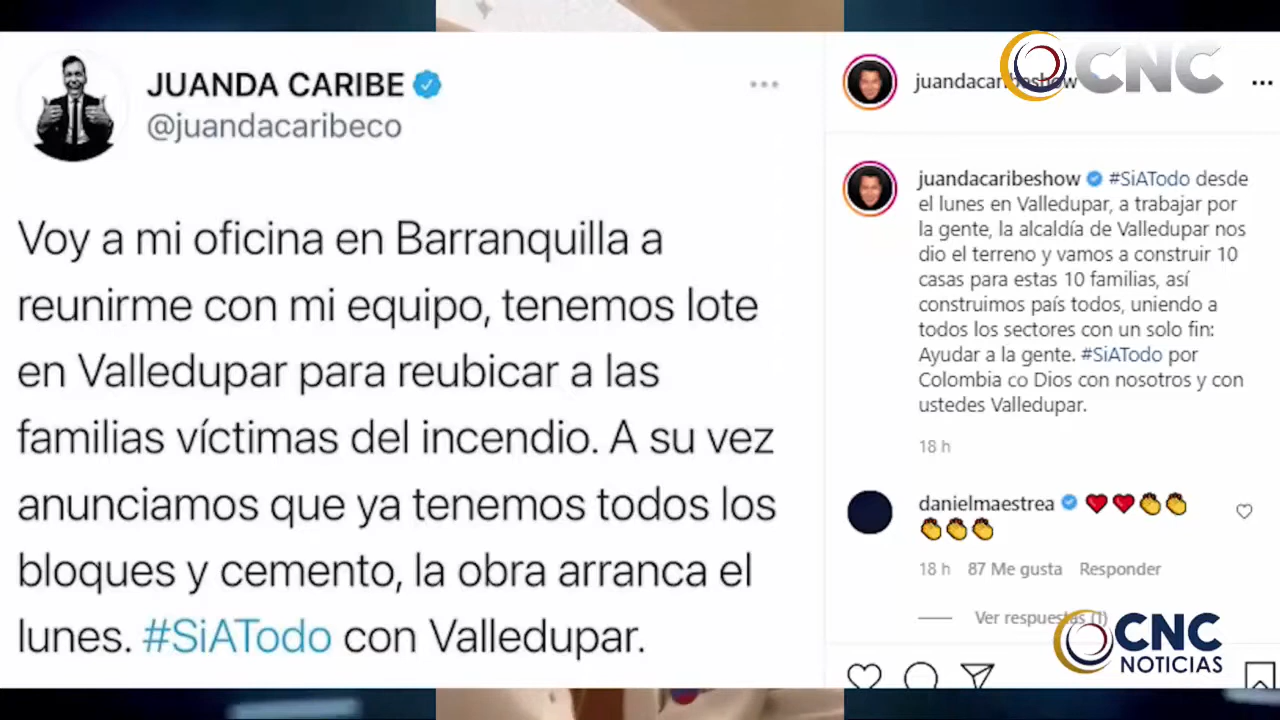 JUANDA CARIBE
@juandacaribeco
Voy a mi oficina en Barranquilla a
reunirme con mi equipo, tenemos lote
en Valledupar para reubicar a las
familias víctimas del incendio. A su vez
anunciamos que ya tenemos todos los
bloques y cemento, la obra arranca el
lunes. #SiATodo con Valledupar.
juandacaribeshow
CNC
juandacaribeshow #SiATodo desde
el lunes en Valledupar, a trabajar por
la gente, la alcaldía de Valledupar nos
dio el terreno y vamos a construir 10
casas para estas 10 familias, así
construimos país todos, uniendo a
todos los sectores con un solo fin:
Ayudar a la gente. #SiATodo por
Colombia co Dios con nosotros y con
ustedes Valledupar.
18 h
danielmaestrea ❤️❤️👏👏
👏👏👏
18 h 87 Me gusta Responder
Ver respuestas (1)
CNC
NOTICIAS